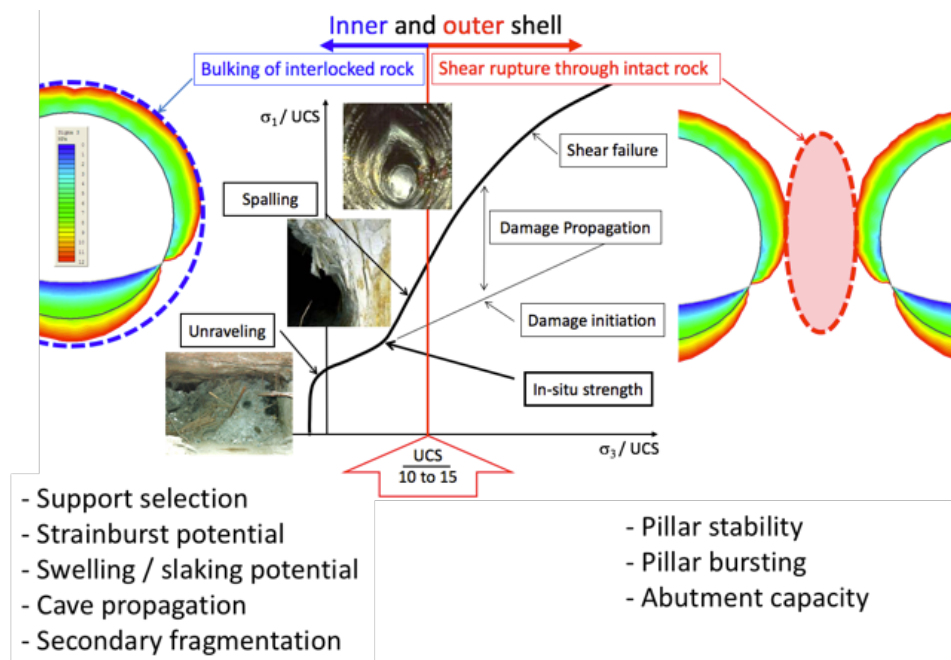 Inner and outer shell
Bulking of interlocked rock
Shear rupture through intact rock
σ1/ UCS
Shear failure
Spalling
Damage Propagation
Damage initiation
Unraveling
In-situ strength
σ3/ UCS
UCS
10 to 15
- Support selection
- Strainburst potential
- Swelling / slaking potential
- Cave propagation
- Secondary fragmentation
- Pillar stability
- Pillar bursting
- Abutment capacity